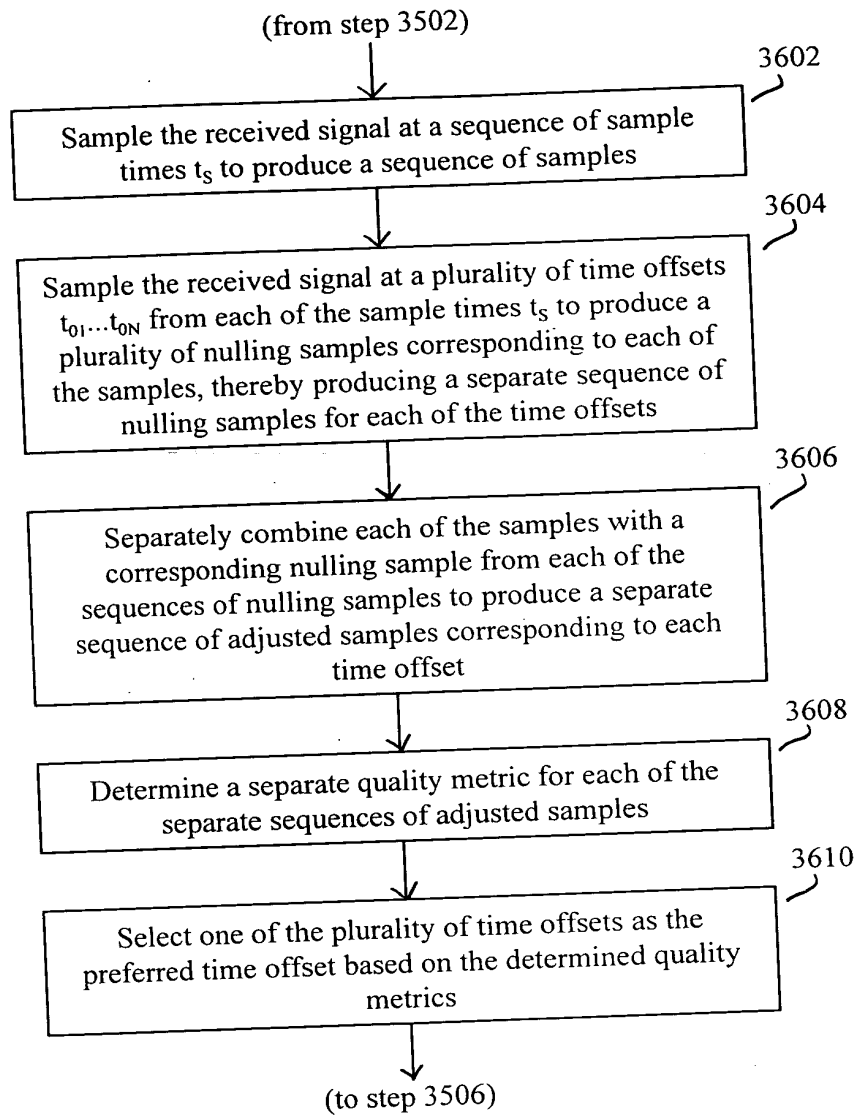 (from step 3502)
3602
Sample the received signal at a sequence of sample
times tS to produce a sequence of samples
3604
Sample the received signal at a plurality of time offsets
t01...t0N from each of the sample times tS to produce a
plurality of nulling samples corresponding to each of
the samples, thereby producing a separate sequence of
nulling samples for each of the time offsets
3606
Separately combine each of the samples with a
corresponding nulling sample from each of the
sequences of nulling samples to produce a separate
sequence of adjusted samples corresponding to each
time offset
3608
Determine a separate quality metric for each of the
separate sequences of adjusted samples
3610
Select one of the plurality of time offsets as the
preferred time offset based on the determined quality
metrics
(to step 3506)